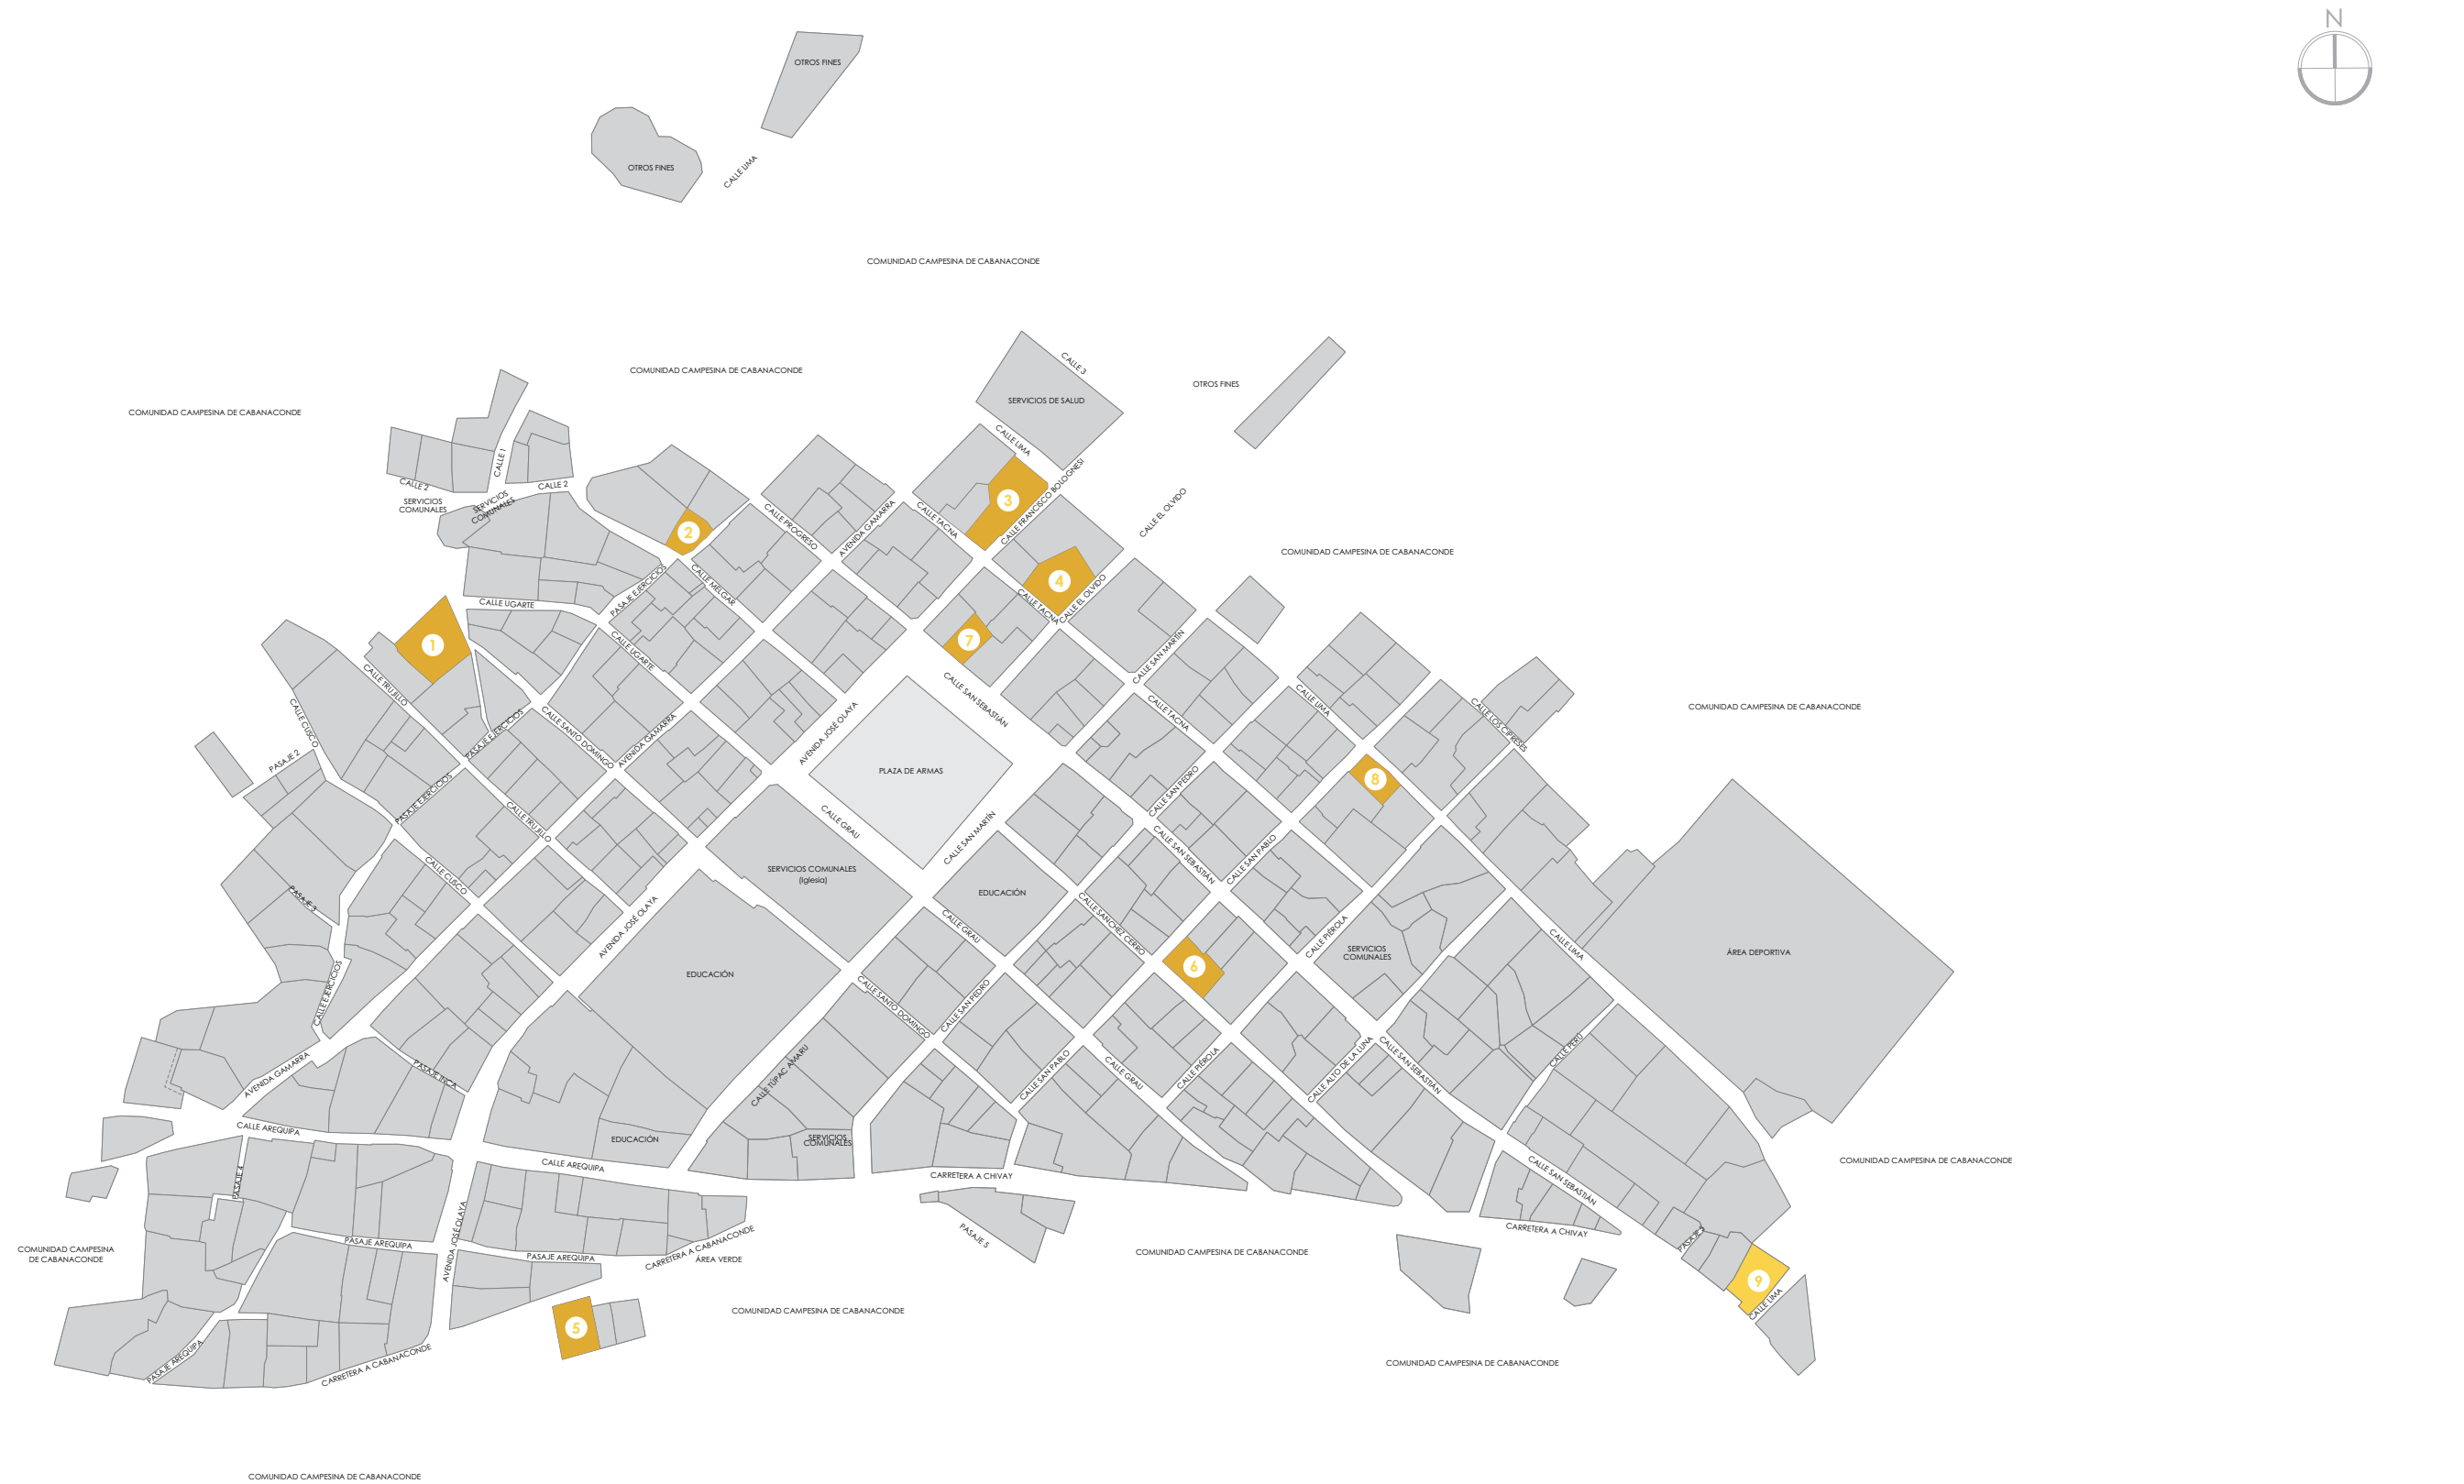 N
OTROS FINES
OTROS FINES
CALLE LIMA
COMUNIDAD CAMPESINA DE CABANACONDE
CALLE 3
COMUNIDAD CAMPESINA DE CABANACONDE
OTROS FINES
SERVICIOS DE SALUD
COMUNIDAD CAMPESINA DE CABANACONDE
CALLE LIMA
CALLE 1
CALLE 2
CALLE 2
SERVICIOS
COMUNALES
SERVICIOS
COMUNALES
3
CALLE FRANCISCO BOLOGNESI
CALLE EL OLVIDO
CALLE PROGRESO
AVENIDA GAMARRA
CALLE TACNA
2
COMUNIDAD CAMPESINA DE CABANACONDE
4
CALLE MELGAR
PASAJE EJERCICIOS
CALLE UGARTE
CALLE TACNA
CALLE EL OLVIDO
1
7
CALLE UGARTE
CALLE SAN MARTÍN
CALLE TRUJILLO
CALLE SAN SEBASTIÁN
CALLE LIMA
COMUNIDAD CAMPESINA DE CABANACONDE
CALLE CUSCO
CALLE TACNA
CALLE LOS CIPRESES
PASAJE EJERCICIOS
CALLE SANTO DOMINGO
AVENIDA GAMARRA
AVENIDA JOSÉ OLAYA
PASAJE 2
PLAZA DE ARMAS
8
CALLE SAN PEDRO
PASAJE EJERCICIOS
CALLE TRUJILLO
CALLE GRAU
CALLE SAN MARTÍN
CALLE SAN SEBASTIÁN
CALLE SAN PABLO
CALLE CUSCO
SERVICIOS COMUNALES
(Iglesia)
EDUCACIÓN
PASAJE 3
AVENIDA JOSÉ OLAYA
CALLE GRAU
CALLE SANCHEZ CERRO
CALLE PIÉROLA
CALLE LIMA
SERVICIOS
COMUNALES
ÁREA DEPORTIVA
6
EDUCACIÓN
CALLE EJERCICIOS
CALLE SANTO DOMINGO
CALLE SAN PEDRO
CALLE PERÚ
AVENIDA GAMARRA
PASAJE INCA
CALLE TÚPAC AMARU
CALLE SAN PABLO
CALLE GRAU
CALLE PIÉROLA
CALLE ALTO DE LA LUNA
CALLE SAN SEBASTIÁN
CALLE AREQUIPA
EDUCACIÓN
SERVICIOS
COMUNALES
COMUNIDAD CAMPESINA DE CABANACONDE
CALLE AREQUIPA
CARRETERA A CHIVAY
PASAJE 4
CALLE SAN SEBASTIÁN
AVENIDA JOSÉ OLAYA
PASAJE AREQUIPA
PASAJE AREQUIPA
CARRETERA A CABANACONDE
ÁREA VERDE
PASAJE 5
CARRETERA A CHIVAY
COMUNIDAD CAMPESINA
DE CABANACONDE
COMUNIDAD CAMPESINA DE CABANACONDE
9
CALLE LIMA
COMUNIDAD CAMPESINA DE CABANACONDE
5
PASAJE AREQUIPA
CARRETERA A CABANACONDE
COMUNIDAD CAMPESINA DE CABANACONDE
COMUNIDAD CAMPESINA DE CABANACONDE